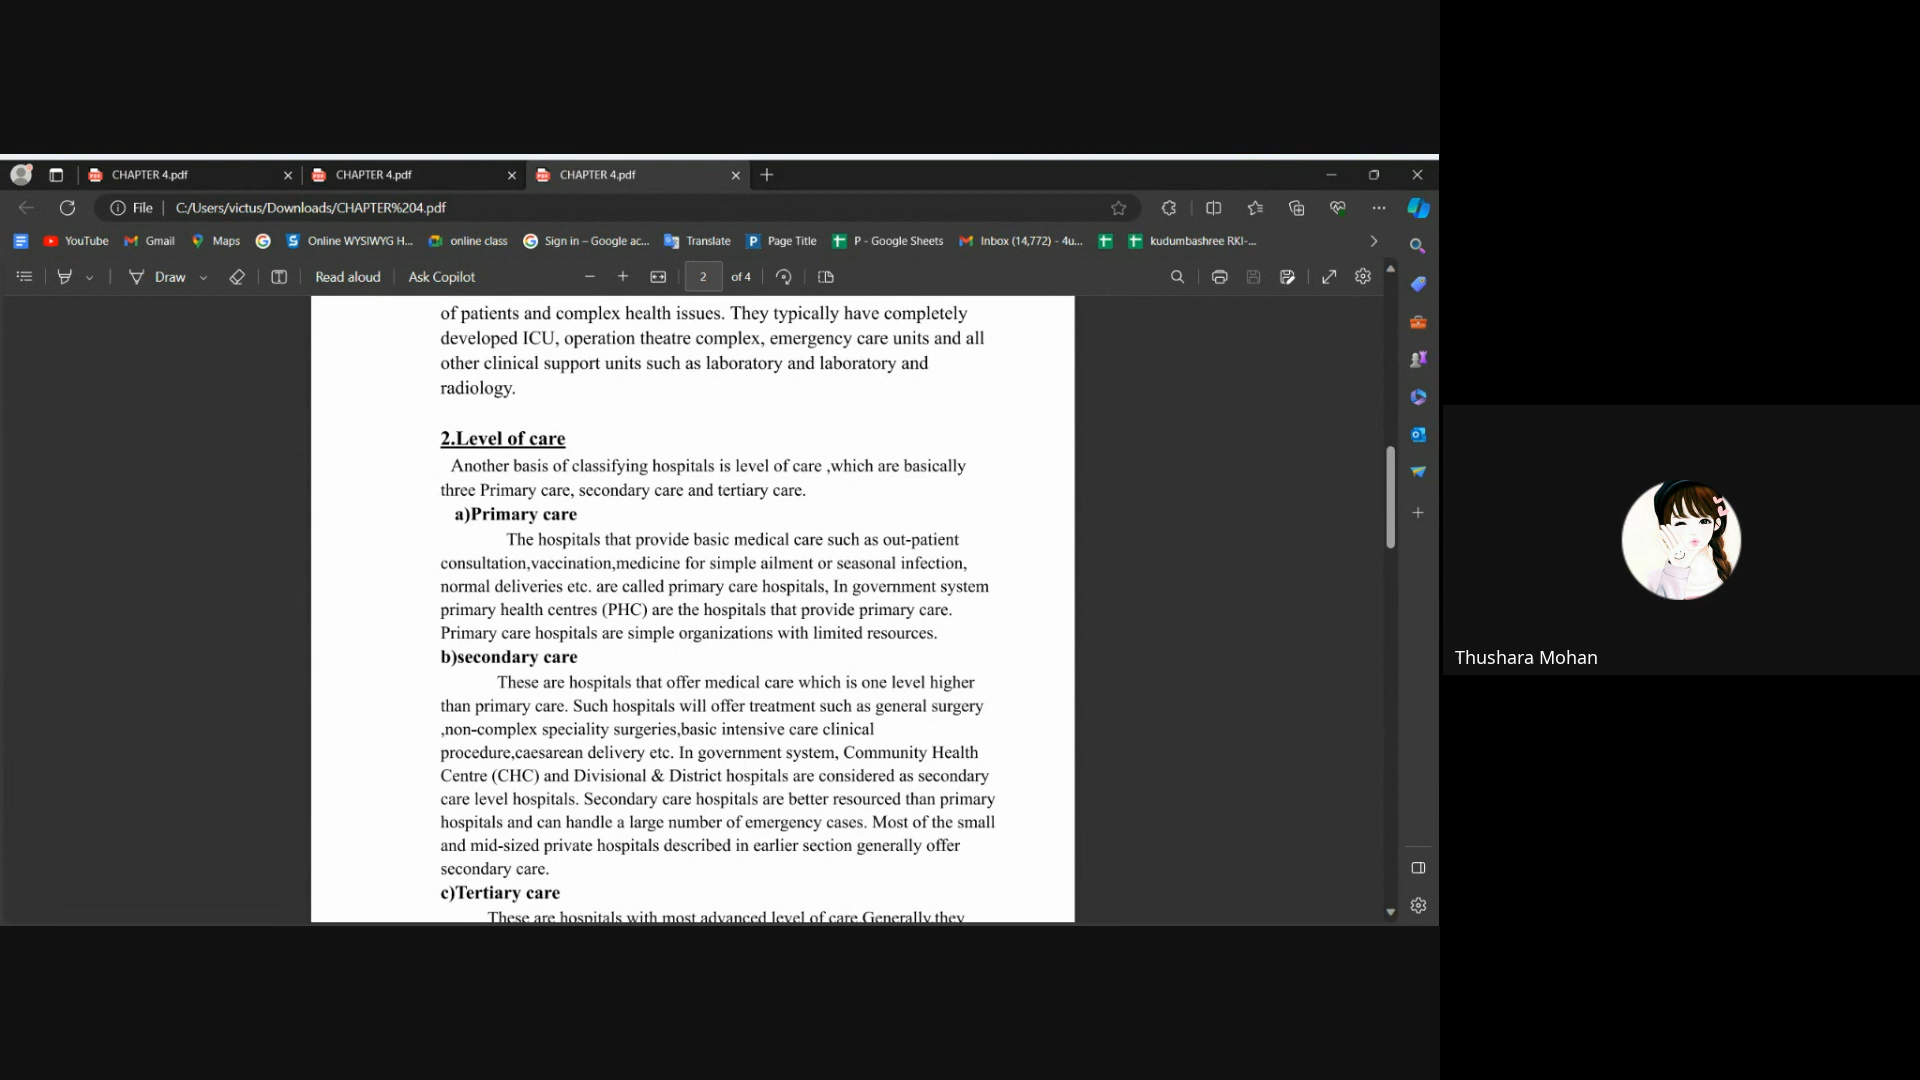 CHAPTER 4.pdf
CHAPTER 4.pdf
CHAPTER 4.pdf
File
C:/Users/victus/Downloads/CHAPTER%204.pdf
YouTube
Gmail
Maps
Online WYSIWYG H...
online class
Sign in – Google ac...
Translate
Page Title
P - Google Sheets
Inbox (14,772) - 4u...
kudumbashree RKI-...
Draw
Read aloud
Ask Copilot
2 of 4
of patients and complex health issues. They typically have completely
developed ICU, operation theatre complex, emergency care units and all
other clinical support units such as laboratory and laboratory and
radiology.
2.Level of care
Another basis of classifying hospitals is level of care ,which are basically
three Primary care, secondary care and tertiary care.
a)Primary care
The hospitals that provide basic medical care such as out-patient
consultation,vaccination,medicine for simple ailment or seasonal infection,
normal deliveries etc. are called primary care hospitals, In government system
primary health centres (PHC) are the hospitals that provide primary care.
Primary care hospitals are simple organizations with limited resources.
b)secondary care
These are hospitals that offer medical care which is one level higher
than primary care. Such hospitals will offer treatment such as general surgery
,non-complex speciality surgeries,basic intensive care clinical
procedure,caesarean delivery etc. In government system, Community Health
Centre (CHC) and Divisional & District hospitals are considered as secondary
care level hospitals. Secondary care hospitals are better resourced than primary
hospitals and can handle a large number of emergency cases. Most of the small
and mid-sized private hospitals described in earlier section generally offer
secondary care.
c)Tertiary care
These are hospitals with most advanced level of care.Generally,they
Thushara Mohan